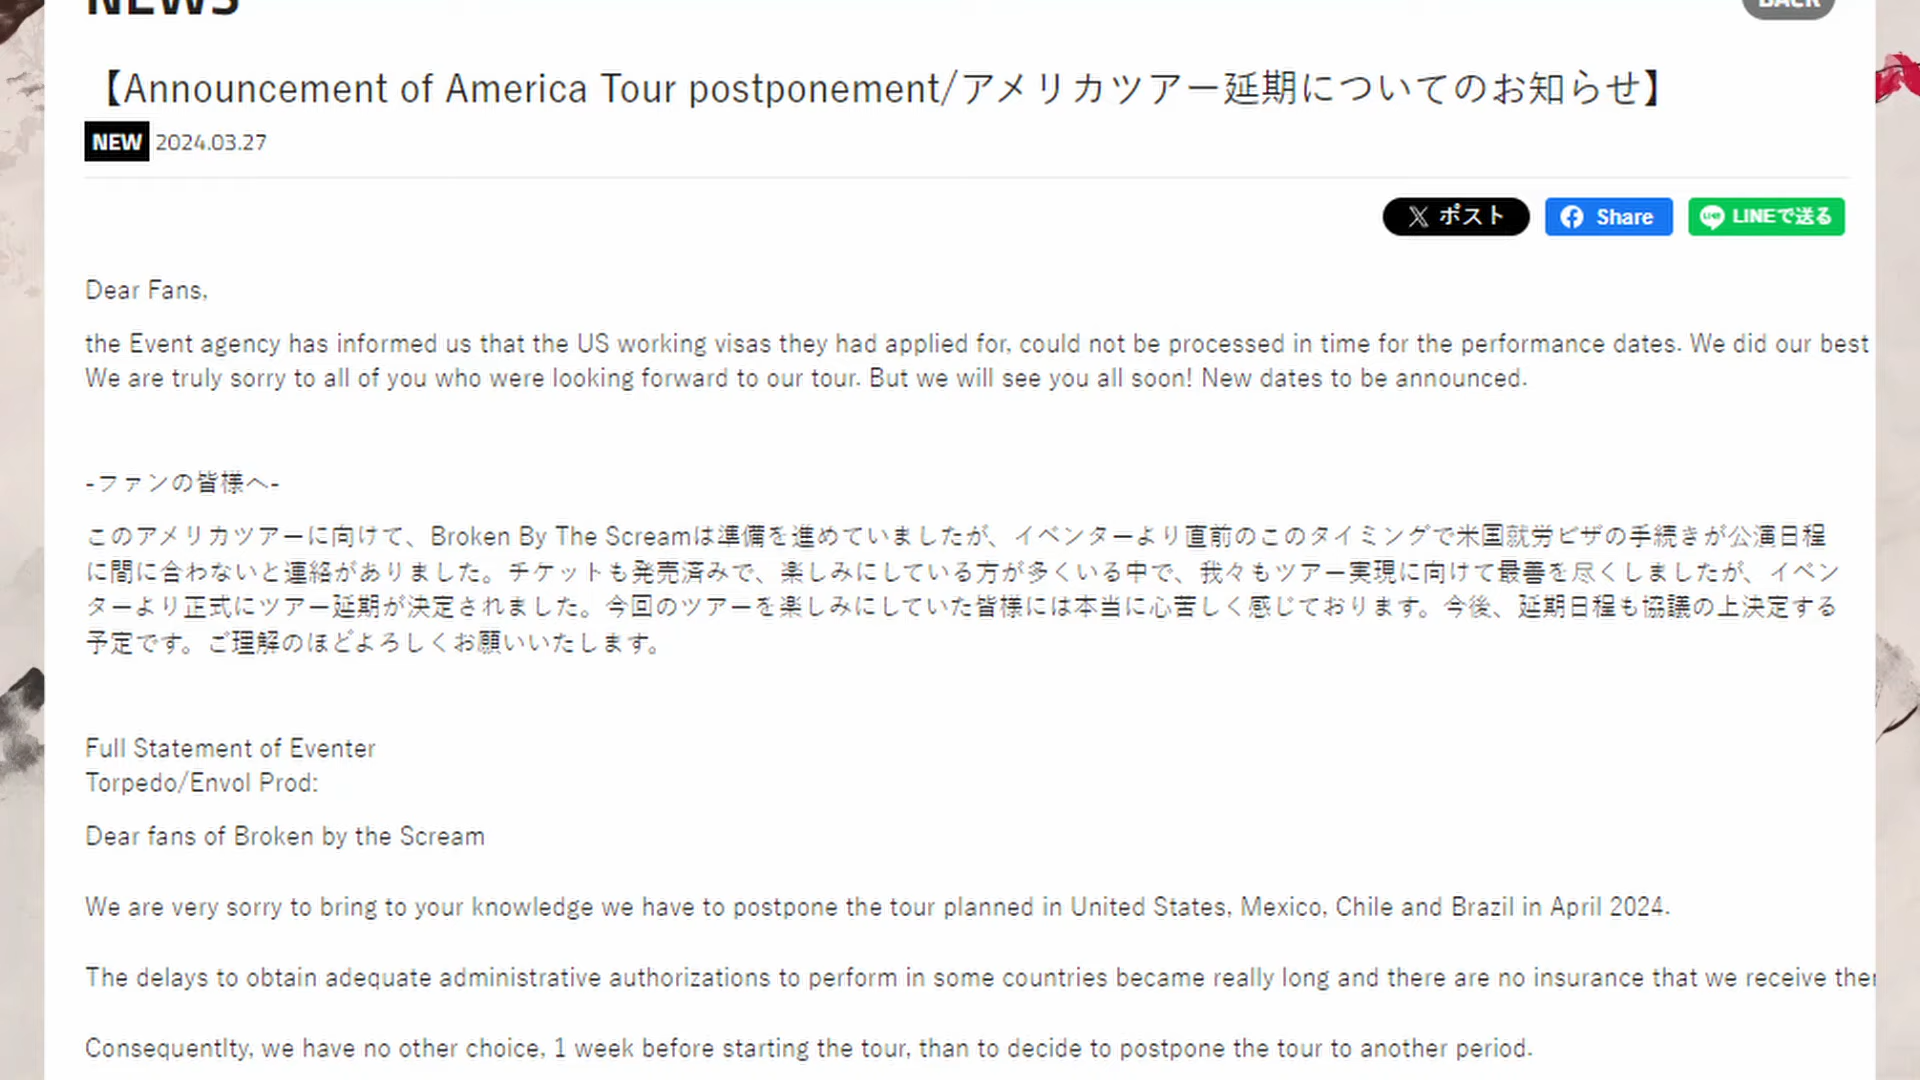 NEWS
BACK
【Announcement of America Tour postponement/アメリカツアー延期についてのお知らせ】
NEW 2024.03.27
ポスト
Share
LINEで送る
Dear Fans,
the Event agency has informed us that the US working visas they had applied for, could not be processed in time for the performance dates. We did our best
We are truly sorry to all of you who were looking forward to our tour. But we will see you all soon! New dates to be announced.
-ファンの皆様へ-
このアメリカツアーに向けて、Broken By The Screamは準備を進めていましたが、イベンターより直前のこのタイミングで米国就労ビザの手続きが公演日程
に間に合わないと連絡がありました。チケットも発売済みで、楽しみにしている方が多くいる中で、我々もツアー実現に向けて最善を尽くしましたが、イベン
ターより正式にツアー延期が決定されました。今回のツアーを楽しみにしていた皆様には本当に心苦しく感じております。今後、延期日程も協議の上決定する
予定です。ご理解のほどよろしくお願いいたします。
Full Statement of Eventer
Torpedo/Envol Prod:
Dear fans of Broken by the Scream
We are very sorry to bring to your knowledge we have to postpone the tour planned in United States, Mexico, Chile and Brazil in April 2024.
The delays to obtain adequate administrative authorizations to perform in some countries became really long and there are no insurance that we receive
Consequentlty, we have no other choice, 1 week before starting the tour, than to decide to postpone the tour to another period.